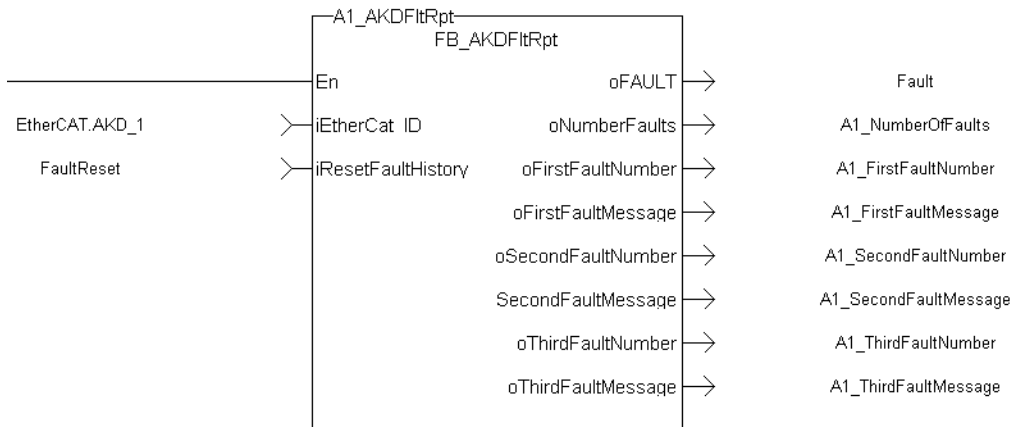 A1_AKDFltRpt
FB_AKDFltRpt
En oFAULT Fault
EtherCAT.AKD_1 iEtherCat ID oNumberFaults A1_NumberOfFaults
FaultReset iResetFaultHistory oFirstFaultNumber A1_FirstFaultNumber
oFirstFaultMessage A1_FirstFaultMessage
oSecondFaultNumber A1_SecondFaultNumber
SecondFaultMessage A1_SecondFaultMessage
oThirdFaultNumber A1_ThirdFaultNumber
oThirdFaultMessage A1_ThirdFaultMessage